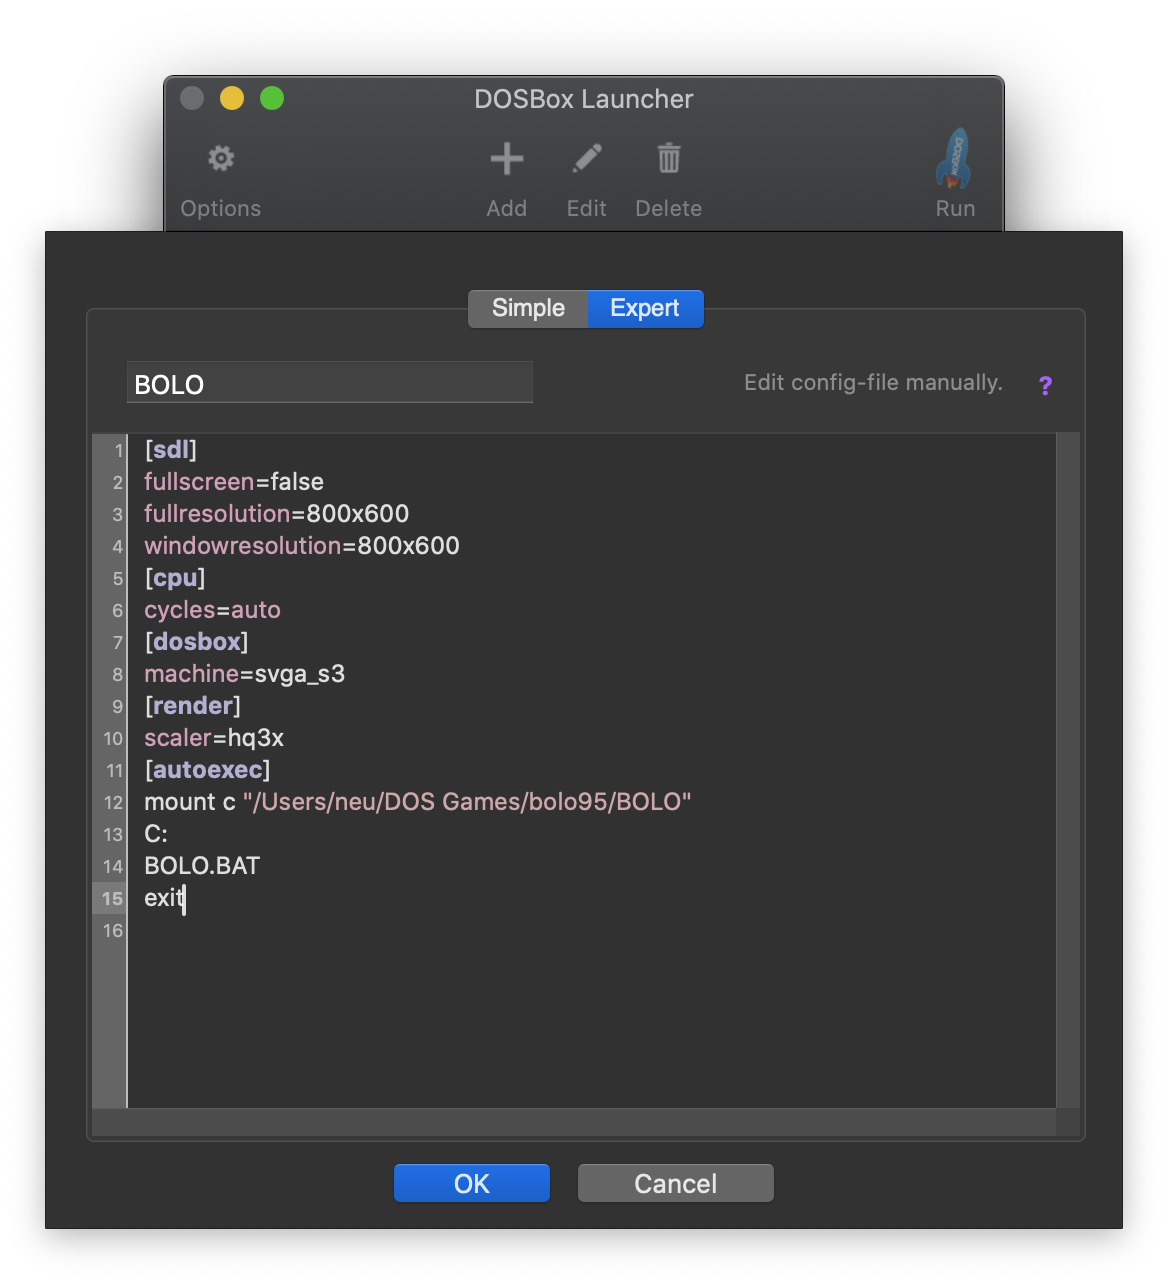 DOSBox Launcher
Options
Add
Edit
Delete
DOSBox
Run
Simple
Expert
BOLO
Edit config-file manually.
?
1 [sdl]
2 fullscreen=false
3 fullresolution=800x600
4 windowresolution=800x600
5 [cpu]
6 cycles=auto
7 [dosbox]
8 machine=svga_s3
9 [render]
10 scaler=hq3x
11 [autoexec]
12 mount c "/Users/neu/DOS Games/bolo95/BOLO"
13 C:
14 BOLO.BAT
15 exit
16
OK
Cancel